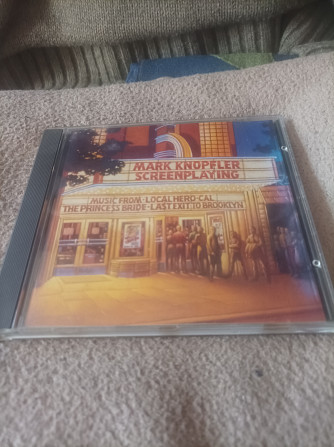 MARK KNOPFLER
SCREENPLAYING
MUSIC FROM · LOCAL HERO · CAL
THE PRINCESS BRIDE · LAST EXIT TO BROOKLYN